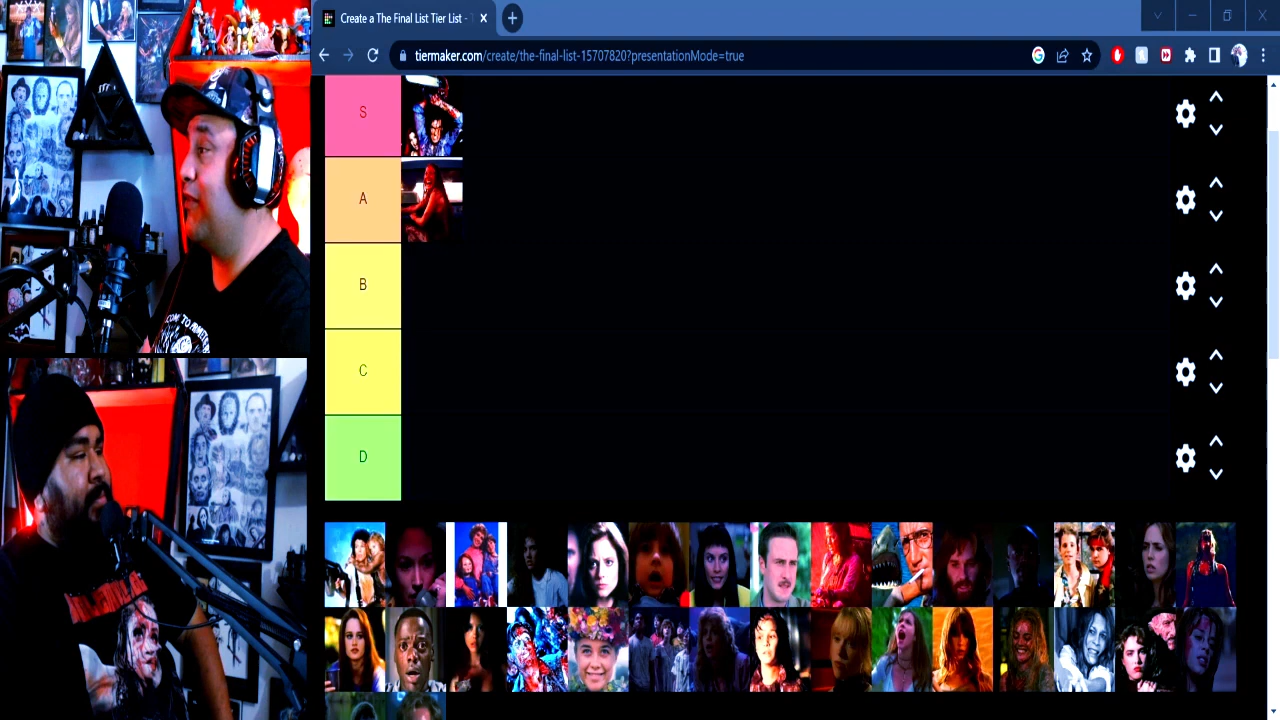 Create a The Final List Tier List -
tiermaker.com/create/the-final-list-15707820?presentationMode=true
S
A
B
C
D